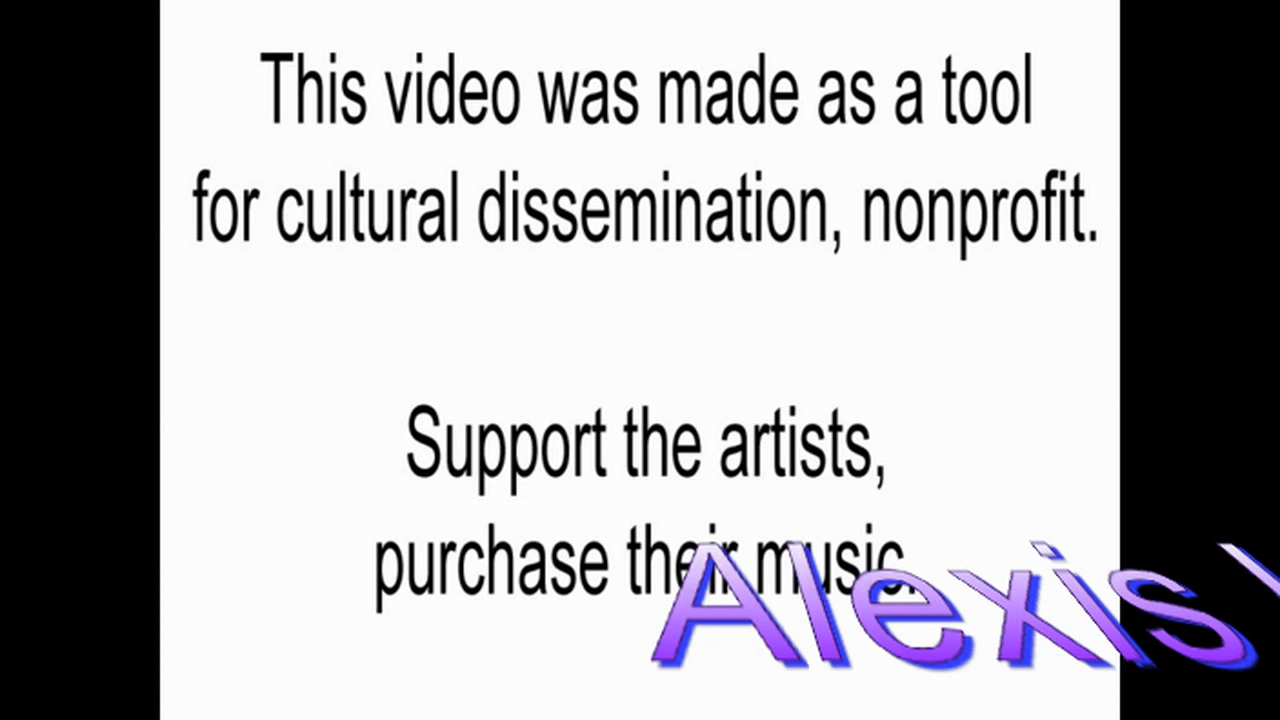 This video was made as a tool
for cultural dissemination, nonprofit.
Support the artists,
purchase their music.
Alexis